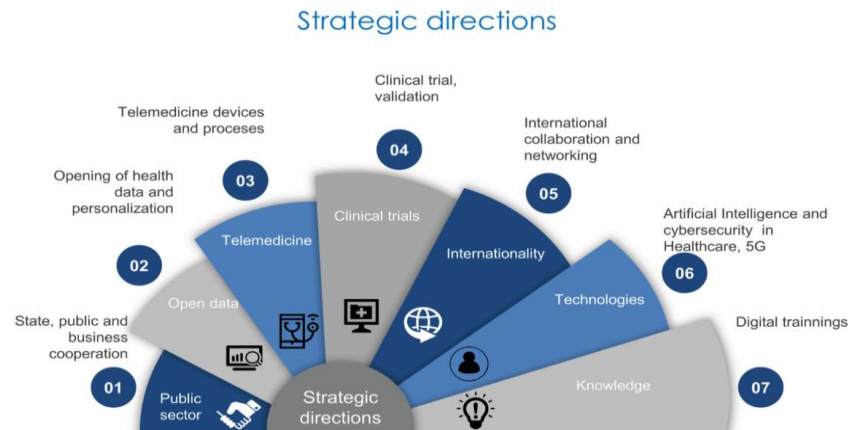 Strategic directions
State, public and
business
cooperation
01
Public
sector
Opening of health
data and
personalization
02
Open data
Telemedicine devices
and proceses
03
Telemedicine
Clinical trial,
validation
04
Clinical trials
International
collaboration and
networking
05
Internationality
Artificial Intelligence and
cybersecurity in
Healthcare, 5G
06
Technologies
Digital trainnings
07
Knowledge
Strategic
directions